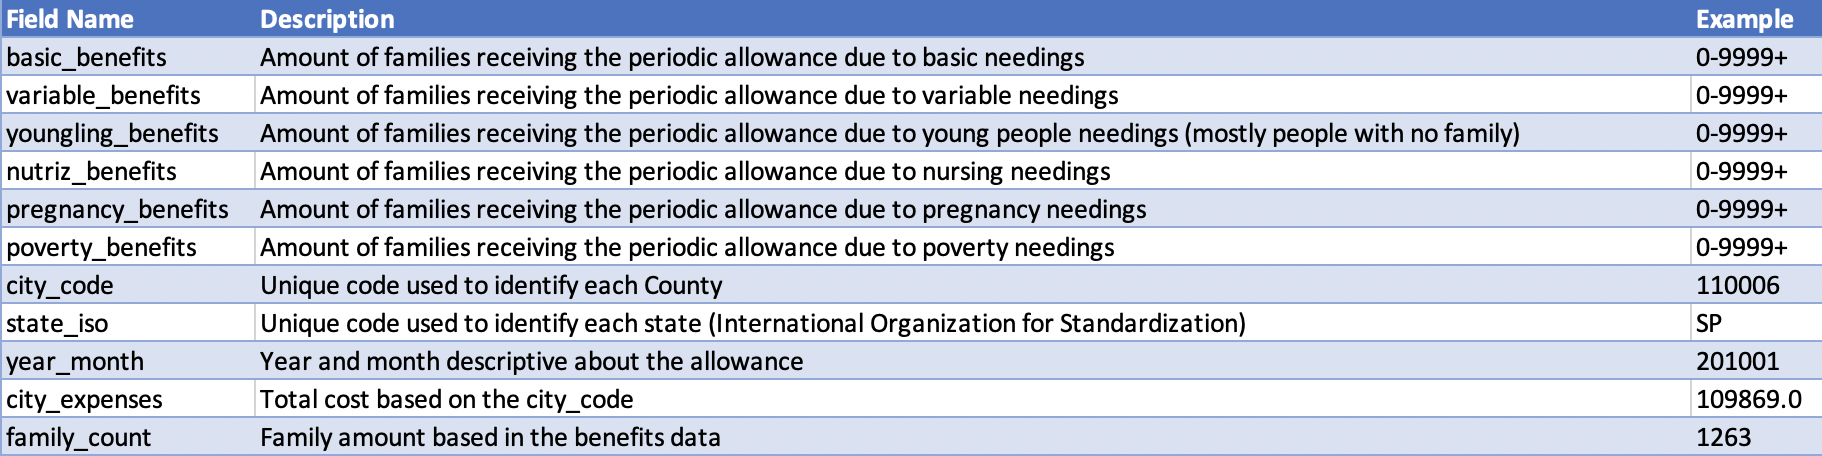 Field Name Description Example
basic_benefits Amount of families receiving the periodic allowance due to basic needings 0-9999+
variable_benefits Amount of families receiving the periodic allowance due to variable needings 0-9999+
youngling_benefits Amount of families receiving the periodic allowance due to young people needings (mostly people with no family) 0-9999+
nutriz_benefits Amount of families receiving the periodic allowance due to nursing needings 0-9999+
pregnancy_benefits Amount of families receiving the periodic allowance due to pregnancy needings 0-9999+
poverty_benefits Amount of families receiving the periodic allowance due to poverty needings 0-9999+
city_code Unique code used to identify each County 110006
state_iso Unique code used to identify each state (International Organization for Standardization) SP
year_month Year and month descriptive about the allowance 201001
city_expenses Total cost based on the city_code 109869.0
family_count Family amount based in the benefits data 1263